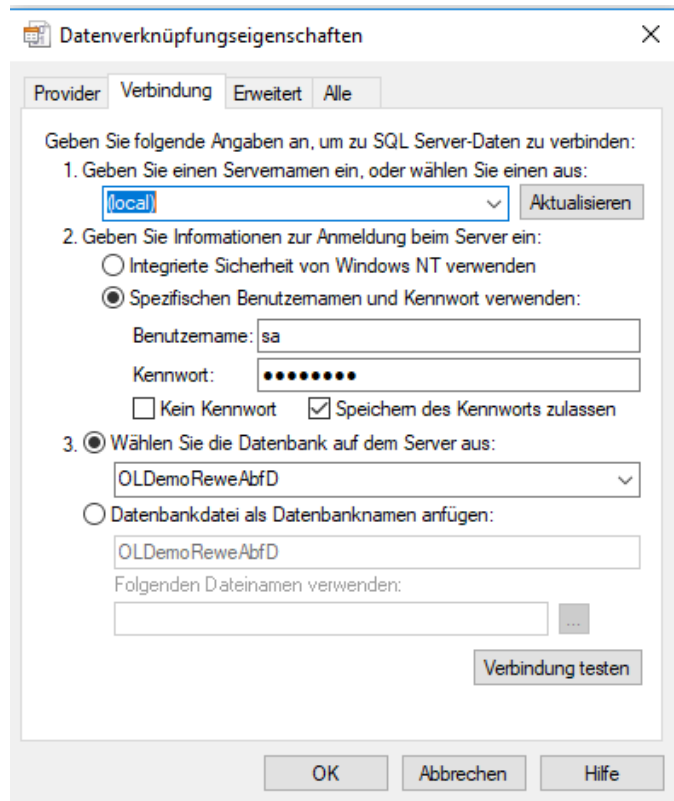 Datenverknüpfungseigenschaften
Provider Verbindung Erweitert Alle
Geben Sie folgende Angaben an, um zu SQL Server-Daten zu verbinden:
1. Geben Sie einen Servernamen ein, oder wählen Sie einen aus:
(local) Aktualisieren
2. Geben Sie Informationen zur Anmeldung beim Server ein:
Integrierte Sicherheit von Windows NT verwenden
Spezifischen Benutzernamen und Kennwort verwenden:
Benutzername: sa
Kennwort: ●●●●●●●●
Kein Kennwort Speichern des Kennworts zulassen
3. Wählen Sie die Datenbank auf dem Server aus:
OLDemoReweAbfD
Datenbankdatei als Datenbanknamen anfügen:
OLDemoReweAbfD
Folgenden Dateinamen verwenden:
...
Verbindung testen
OK Abbrechen Hilfe